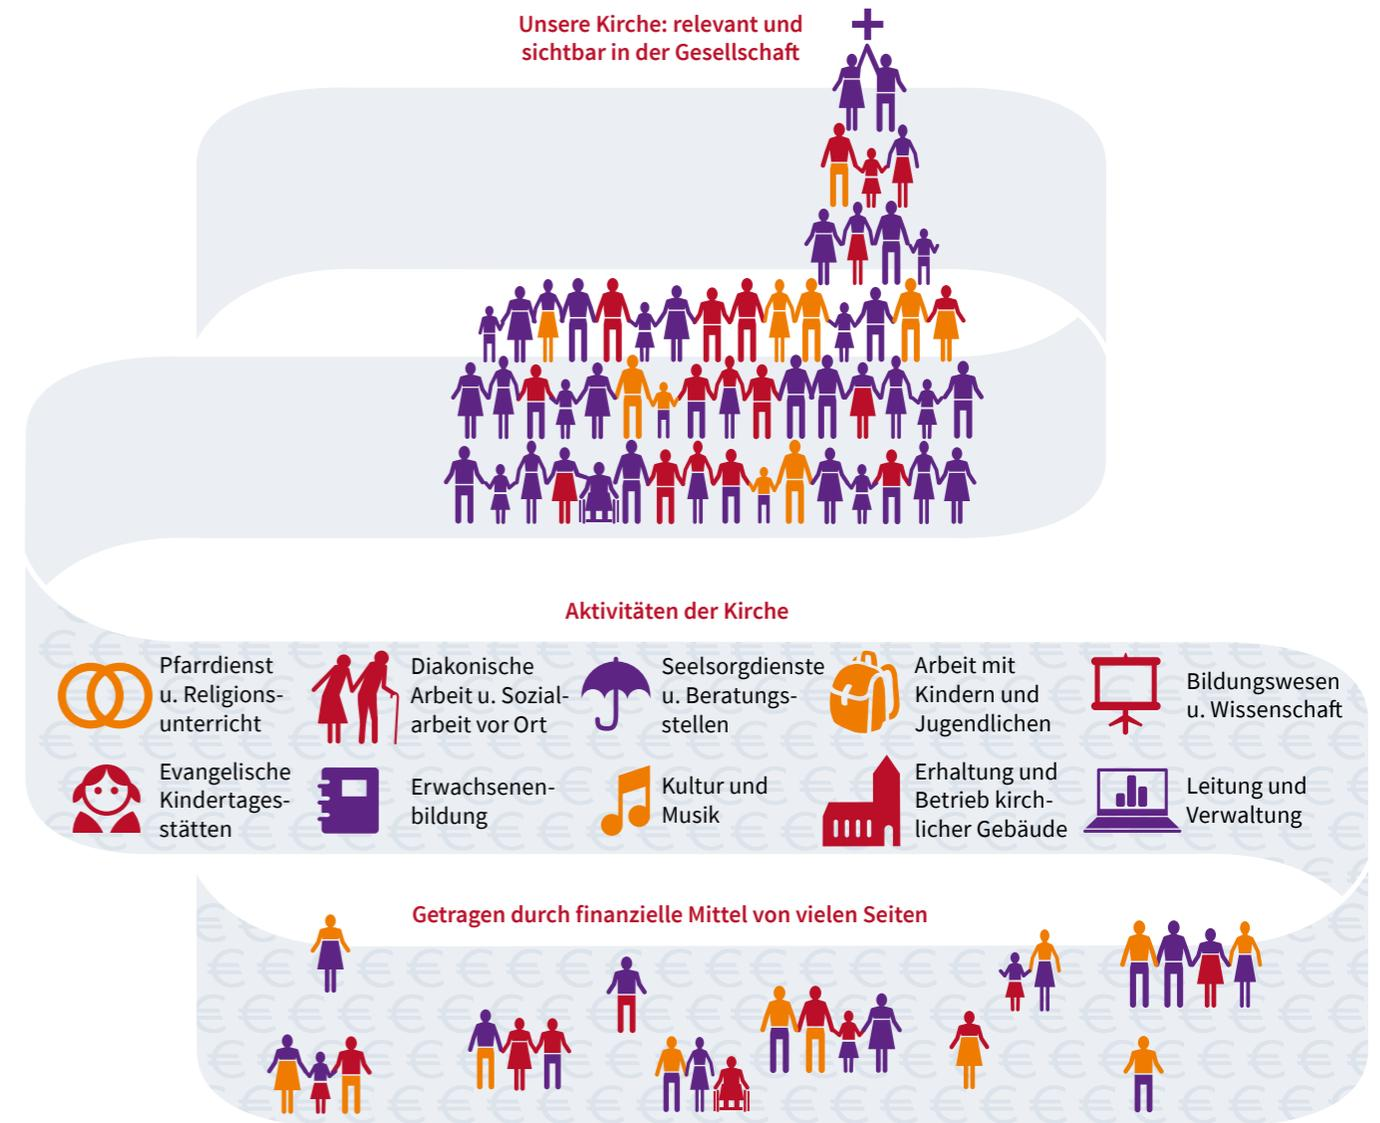 Unsere Kirche: relevant und
sichtbar in der Gesellschaft
Aktivitäten der Kirche
Pfarrdienst
u. Religions-
unterricht
Diakonische
Arbeit u. Sozial-
arbeit vor Ort
Seelsorgdienste
u. Beratungs-
stellen
Arbeit mit
Kindern und
Jugendlichen
Bildungswesen
u. Wissenschaft
Evangelische
Kindertages-
stätten
Erwachsenen-
bildung
Kultur und
Musik
Erhaltung und
Betrieb kirch-
licher Gebäude
Leitung und
Verwaltung
Getragen durch finanzielle Mittel von vielen Seiten